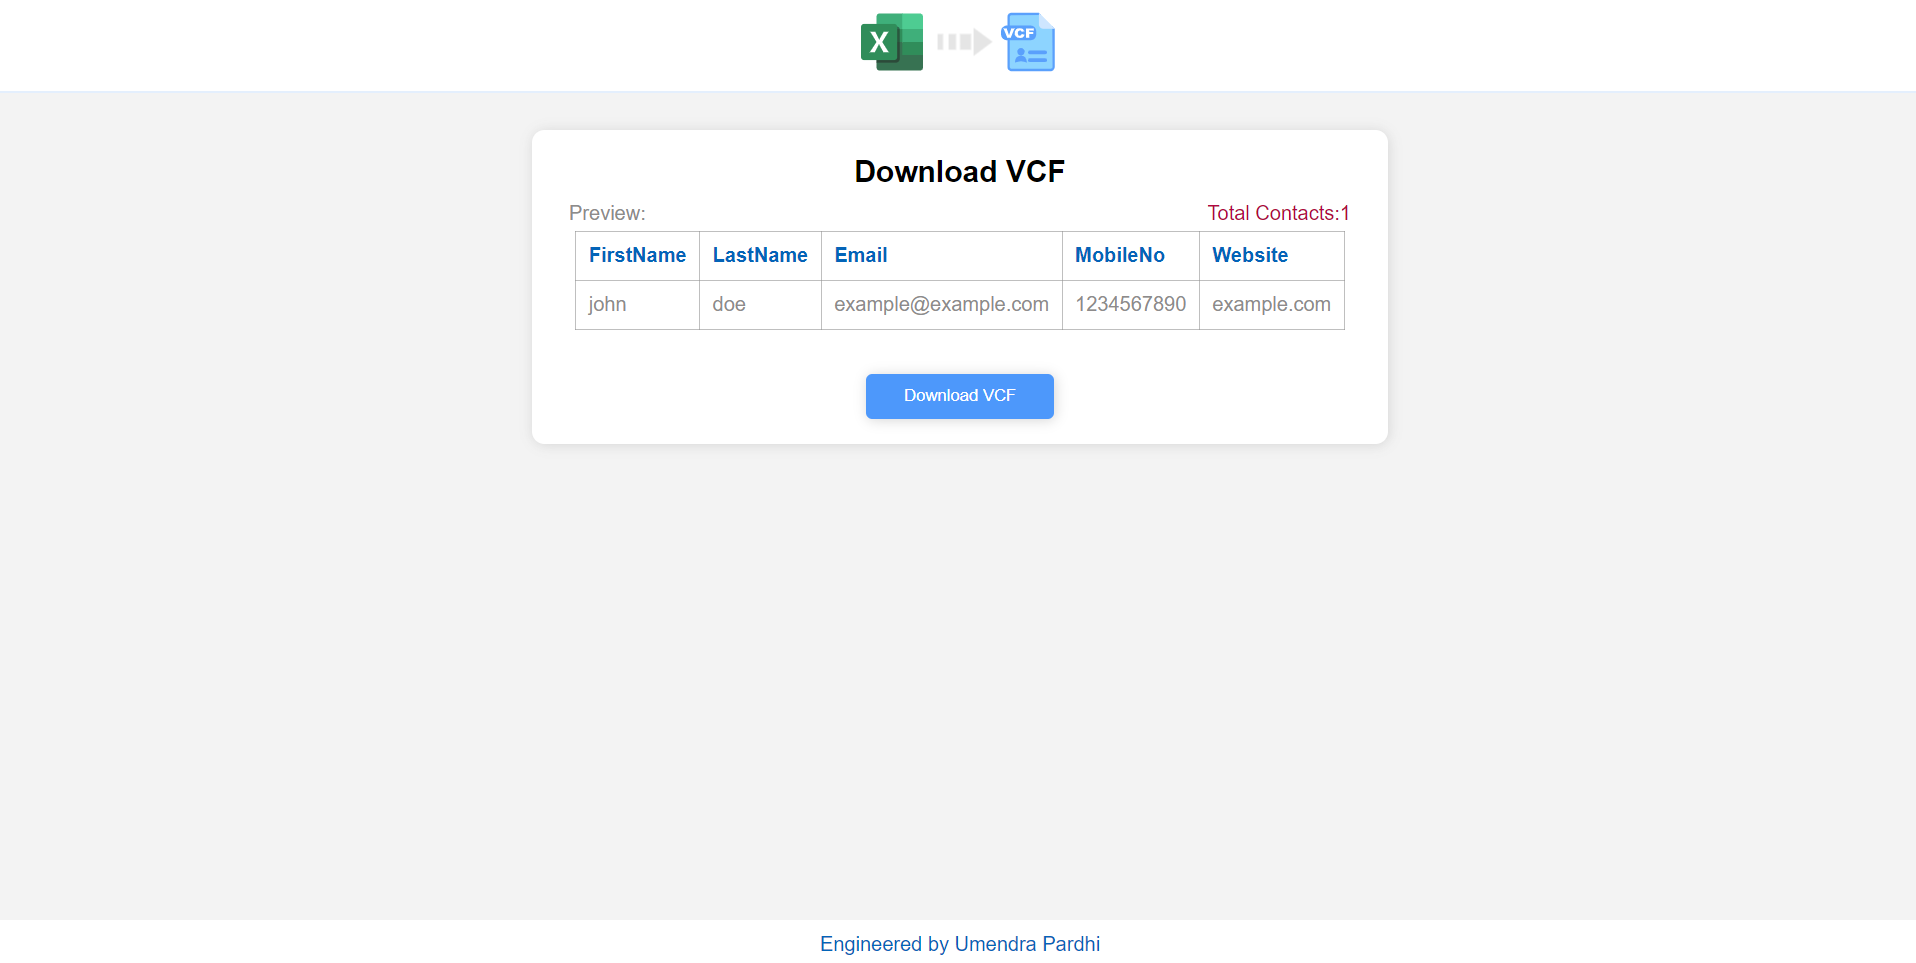 X
VCF
Download VCF
Preview: Total Contacts:1
FirstName LastName Email MobileNo Website
john doe example@example.com 1234567890 example.com
Download VCF
Engineered by Umendra Pardhi